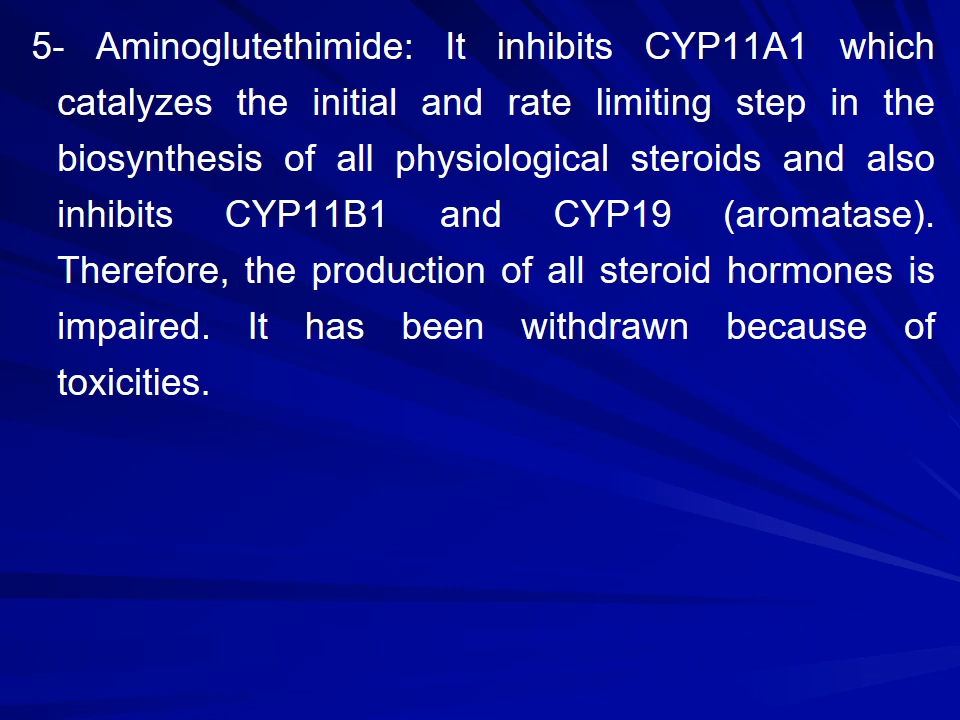 5- Aminoglutethimide: It inhibits CYP11A1 which
catalyzes the initial and rate limiting step in the
biosynthesis of all physiological steroids and also
inhibits CYP11B1 and CYP19 (aromatase).
Therefore, the production of all steroid hormones is
impaired. It has been withdrawn because of
toxicities.